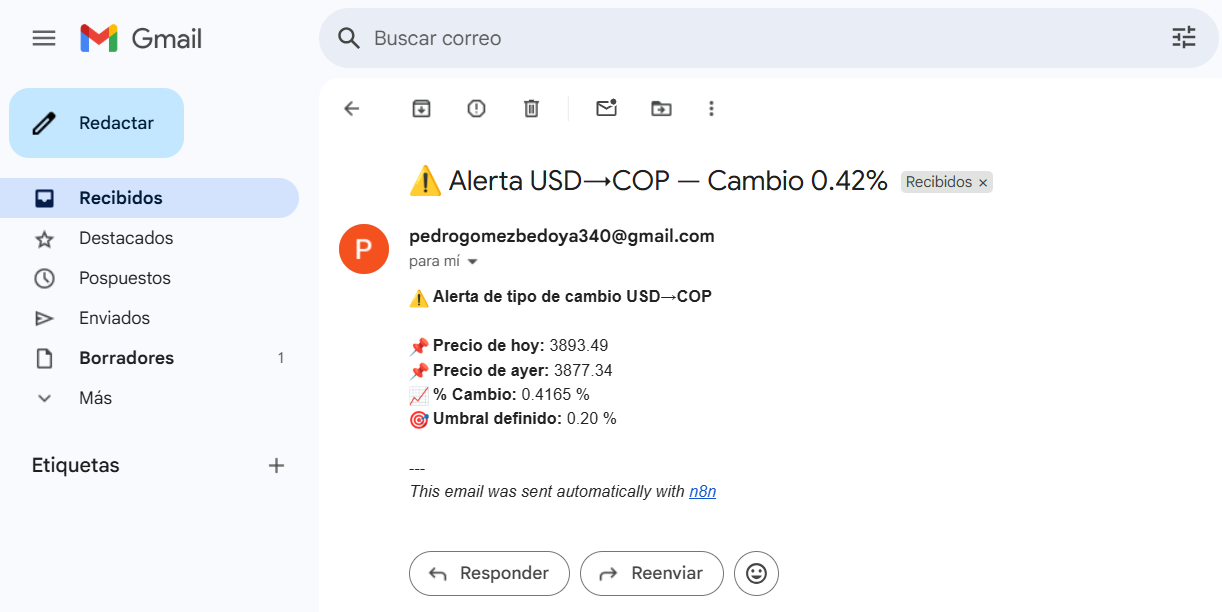 Gmail
Buscar correo
Redactar
Recibidos
Destacados
Pospuestos
Enviados
Borradores 1
Más
Etiquetas
⚠️ Alerta USD→COP — Cambio 0.42% Recibidos ×
P
pedrogomezbedoya340@gmail.com
para mí
⚠️ Alerta de tipo de cambio USD→COP
📌 Precio de hoy: 3893.49
📌 Precio de ayer: 3877.34
📈 % Cambio: 0.4165 %
🎯 Umbral definido: 0.20 %
---
This email was sent automatically with n8n
Responder
Reenviar